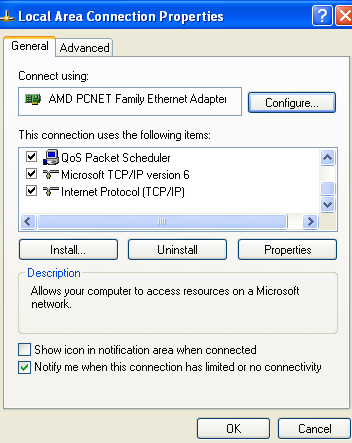 Local Area Connection Properties
General Advanced
Connect using:
AMD PCNET Family Ethernet Adapter
Configure...
This connection uses the following items:
QoS Packet Scheduler
Microsoft TCP/IP version 6
Internet Protocol (TCP/IP)
Install... Uninstall Properties
Description
Allows your computer to access resources on a Microsoft
network.
Show icon in notification area when connected
Notify me when this connection has limited or no connectivity
OK Cancel